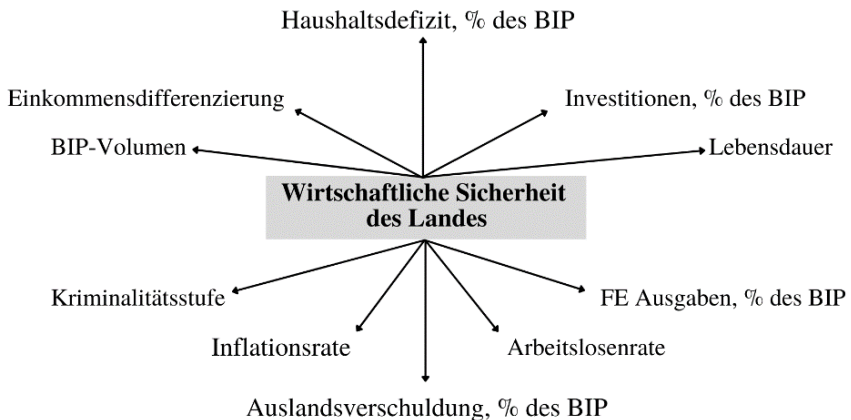 Haushaltsdefizit, % des BIP
Einkommensdifferenzierung
Investitionen, % des BIP
BIP-Volumen
Lebensdauer
Wirtschaftliche Sicherheit
des Landes
Kriminalitätsstufe
FE Ausgaben, % des BIP
Inflationsrate
Arbeitslosenrate
Auslandsverschuldung, % des BIP